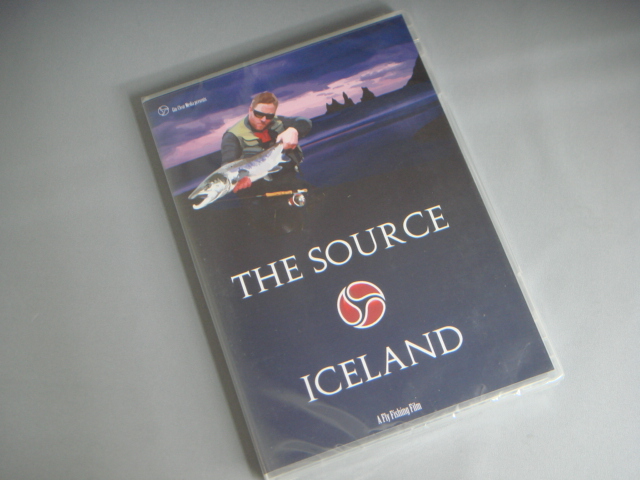 THE SOURCE
ICELAND
A Fly Fishing Film